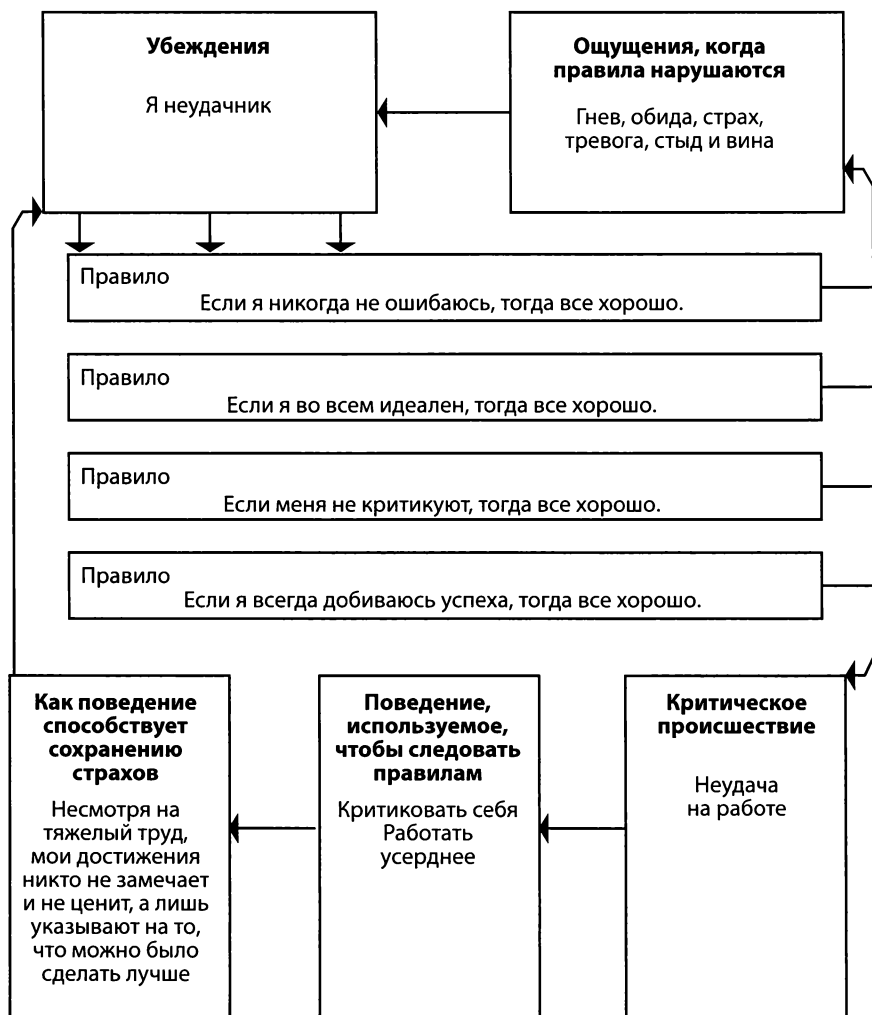 Убеждения
Я неудачник
Ощущения, когда
правила нарушаются
Гнев, обида, страх,
тревога, стыд и вина
Правило
Если я никогда не ошибаюсь, тогда все хорошо.
Правило
Если я во всем идеален, тогда все хорошо.
Правило
Если меня не критикуют, тогда все хорошо.
Правило
Если я всегда добиваюсь успеха, тогда все хорошо.
Как поведение
способствует
сохранению
страхов
Несмотря на
тяжелый труд,
мои достижения
никто не замечает
и не ценит, а лишь
указывают на то,
что можно было
сделать лучше
Поведение,
используемое,
чтобы следовать
правилам
Критиковать себя
Работать
усерднее
Критическое
происшествие
Неудача
на работе